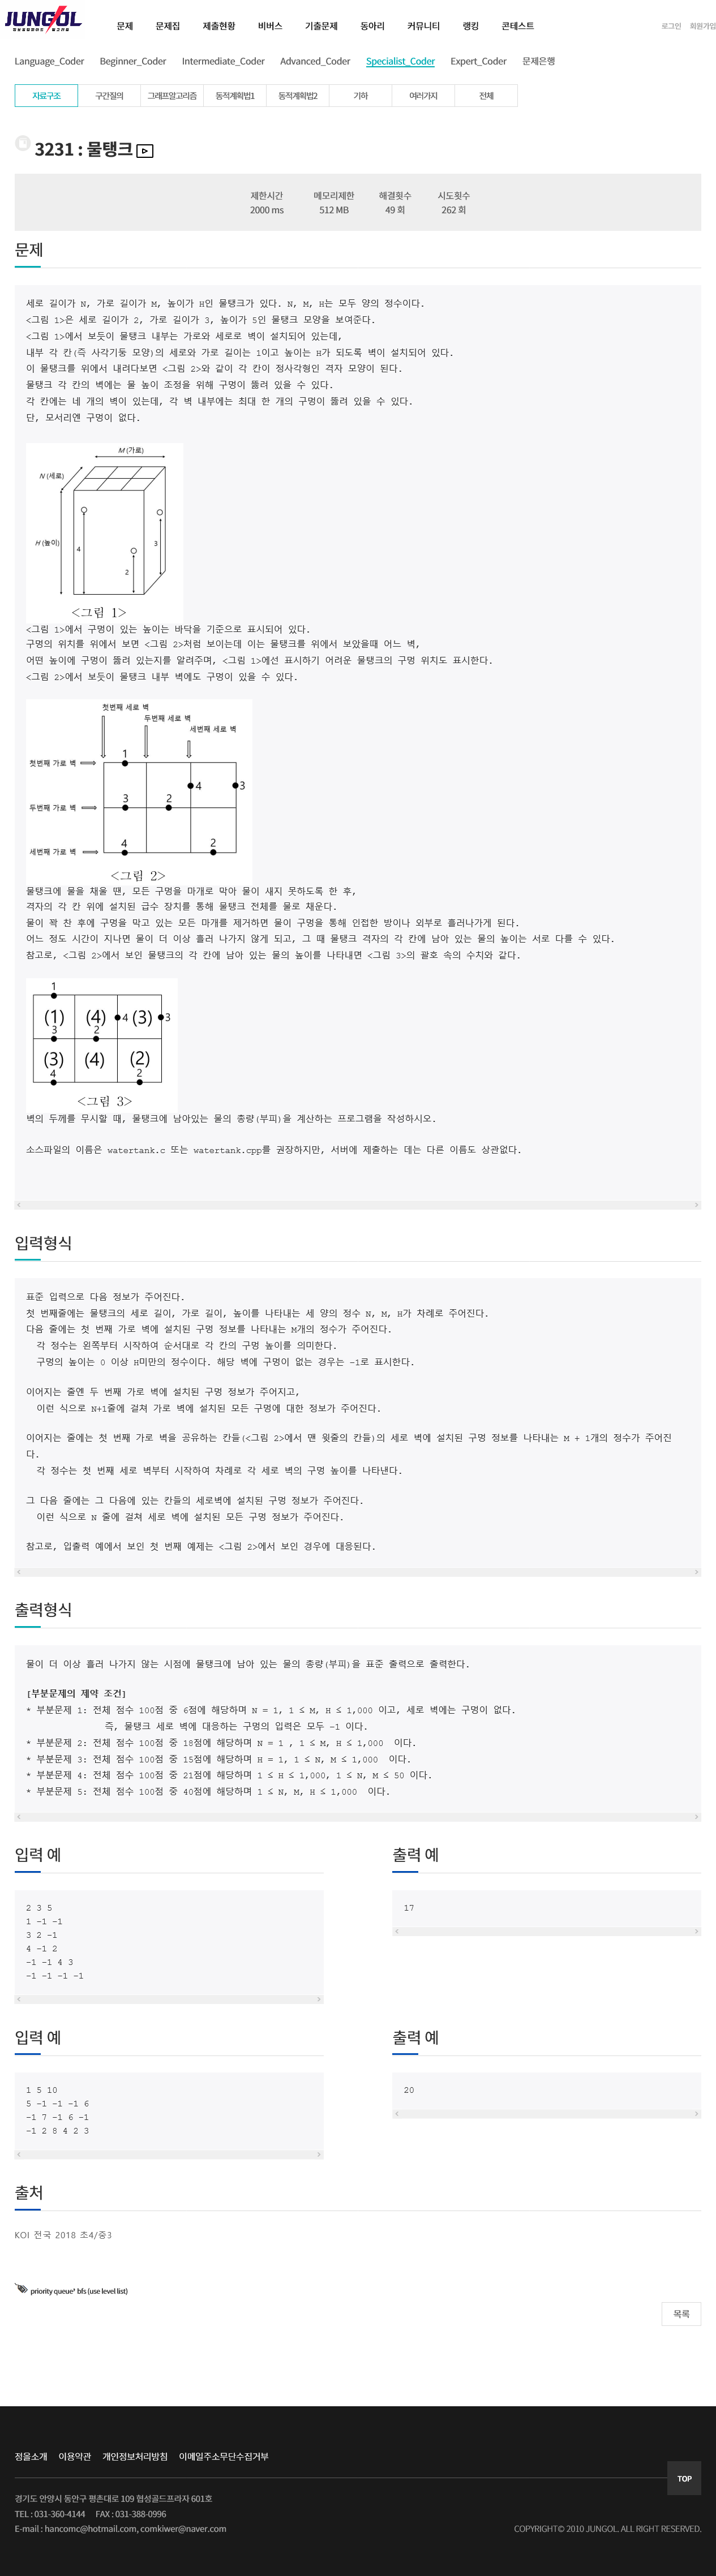 JUNGOL
문제 문제집 제출현황 비버스 기출문제 동아리 커뮤니티 랭킹 콘테스트
로그인 회원가입
Language_Coder Beginner_Coder Intermediate_Coder Advanced_Coder Specialist_Coder Expert_Coder 문제은행
자료구조 구간질의 그래프알고리즘 동적계획법1 동적계획법2 기하 여러가지 전체
3231 : 물탱크
제한시간 메모리제한 해결횟수 시도횟수
2000 ms 512 MB 49 회 262 회
문제
세로 길이가 N, 가로 길이가 M, 높이가 H인 물탱크가 있다. N, M, H는 모두 양의 정수이다.
<그림 1>은 세로 길이가 2, 가로 길이가 3, 높이가 5인 물탱크 모양을 보여준다.
<그림 1>에서 보듯이 물탱크 내부는 가로와 세로로 벽이 설치되어 있는데,
내부 각 칸(즉 사각기둥 모양)의 세로와 가로 길이는 1이고 높이는 H가 되도록 벽이 설치되어 있다.
이 물탱크를 위에서 내려다보면 <그림 2>와 같이 각 칸이 정사각형인 격자 모양이 된다.
물탱크 각 칸의 벽에는 물 높이 조정을 위해 구멍이 뚫려 있을 수 있다.
각 칸에는 네 개의 벽이 있는데, 각 벽 내부에는 최대 한 개의 구멍이 뚫려 있을 수 있다.
단, 모서리엔 구멍이 없다.
M (가로)
N (세로)
H (높이)
4
3
2
<그림 1>
<그림 1>에서 구멍이 있는 높이는 바닥을 기준으로 표시되어 있다.
구멍의 위치를 위에서 보면 <그림 2>처럼 보이는데 이는 물탱크를 위에서 보았을때 어느 벽,
어떤 높이에 구멍이 뚫려 있는지를 알려주며, <그림 1>에선 표시하기 어려운 물탱크의 구멍 위치도 표시한다.
<그림 2>에서 보듯이 물탱크 내부 벽에도 구멍이 있을 수 있다.
첫번째 세로 벽
두번째 세로 벽
세번째 세로 벽
첫번째 가로 벽
1
4 3
두번째 가로 벽
3 2
세번째 가로 벽
4 2
<그림 2>
물탱크에 물을 채울 땐, 모든 구멍을 마개로 막아 물이 새지 못하도록 한 후,
격자의 각 칸 위에 설치된 급수 장치를 통해 물탱크 전체를 물로 채운다.
물이 꽉 찬 후에 구멍을 막고 있는 모든 마개를 제거하면 물이 구멍을 통해 인접한 방이나 외부로 흘러나가게 된다.
어느 정도 시간이 지나면 물이 더 이상 흘러 나가지 않게 되고, 그 때 물탱크 격자의 각 칸에 남아 있는 물의 높이는 서로 다를 수 있다.
참고로, <그림 2>에서 보인 물탱크의 각 칸에 남아 있는 물의 높이를 나타내면 <그림 3>의 괄호 속의 수치와 같다.
1
(1) (4) 4 (3) 3
3 2
(3) (4) (2)
4 2
<그림 3>
벽의 두께를 무시할 때, 물탱크에 남아있는 물의 총량(부피)을 계산하는 프로그램을 작성하시오.
소스파일의 이름은 watertank.c 또는 watertank.cpp를 권장하지만, 서버에 제출하는 데는 다른 이름도 상관없다.
입력형식
표준 입력으로 다음 정보가 주어진다.
첫 번째줄에는 물탱크의 세로 길이, 가로 길이, 높이를 나타내는 세 양의 정수 N, M, H가 차례로 주어진다.
다음 줄에는 첫 번째 가로 벽에 설치된 구멍 정보를 나타내는 M개의 정수가 주어진다.
각 정수는 왼쪽부터 시작하여 순서대로 각 칸의 구멍 높이를 의미한다.
구멍의 높이는 0 이상 H미만의 정수이다. 해당 벽에 구멍이 없는 경우는 -1로 표시한다.
이어지는 줄엔 두 번째 가로 벽에 설치된 구멍 정보가 주어지고,
이런 식으로 N+1줄에 걸쳐 가로 벽에 설치된 모든 구멍에 대한 정보가 주어진다.
이어지는 줄에는 첫 번째 가로 벽을 공유하는 칸들(<그림 2>에서 맨 윗줄의 칸들)의 세로 벽에 설치된 구멍 정보를 나타내는 M + 1개의 정수가 주어진
다.
각 정수는 첫 번째 세로 벽부터 시작하여 차례로 각 세로 벽의 구멍 높이를 나타낸다.
그 다음 줄에는 그 다음에 있는 칸들의 세로벽에 설치된 구멍 정보가 주어진다.
이런 식으로 N 줄에 걸쳐 세로 벽에 설치된 모든 구멍 정보가 주어진다.
참고로, 입출력 예에서 보인 첫 번째 예제는 <그림 2>에서 보인 경우에 대응된다.
출력형식
물이 더 이상 흘러 나가지 않는 시점에 물탱크에 남아 있는 물의 총량(부피)을 표준 출력으로 출력한다.
[부분문제의 제약 조건]
* 부분문제 1: 전체 점수 100점 중 6점에 해당하며 N = 1, 1 ≤ M, H ≤ 1,000 이고, 세로 벽에는 구멍이 없다.
즉, 물탱크 세로 벽에 대응하는 구멍의 입력은 모두 -1 이다.
* 부분문제 2: 전체 점수 100점 중 18점에 해당하며 N = 1 , 1 ≤ M, H ≤ 1,000 이다.
* 부분문제 3: 전체 점수 100점 중 15점에 해당하며 H = 1, 1 ≤ N, M ≤ 1,000 이다.
* 부분문제 4: 전체 점수 100점 중 21점에 해당하며 1 ≤ H ≤ 1,000, 1 ≤ N, M ≤ 50 이다.
* 부분문제 5: 전체 점수 100점 중 40점에 해당하며 1 ≤ N, M, H ≤ 1,000 이다.
입력 예
2 3 5
1 -1 -1
3 2 -1
4 -1 2
-1 -1 4 3
-1 -1 -1 -1
출력 예
17
입력 예
1 5 10
5 -1 -1 -1 6
-1 7 -1 6 -1
-1 2 8 4 2 3
출력 예
20
출처
KOI 전국 2018 초4/중3
priority queue* bfs (use level list)
목록
정올소개 이용약관 개인정보처리방침 이메일주소무단수집거부
TOP
경기도 안양시 동안구 평촌대로 109 협성골드프라자 601호
TEL : 031-360-4144 FAX : 031-388-0996
E-mail : hancomc@hotmail.com, comkiwer@naver.com
COPYRIGHT© 2010 JUNGOL. ALL RIGHT RESERVED.